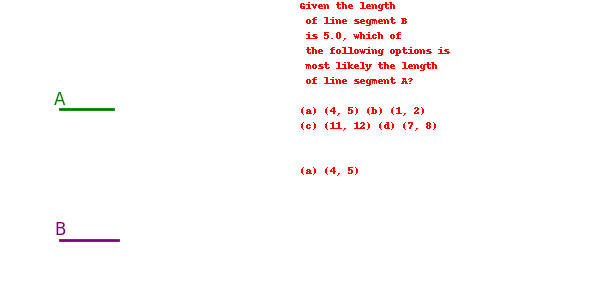 Given the length
of line segment B
is 5.0, which of
the following options is
most likely the length
of line segment A?
(a) (4, 5) (b) (1, 2)
(c) (11, 12) (d) (7, 8)
(a) (4, 5)
A
B